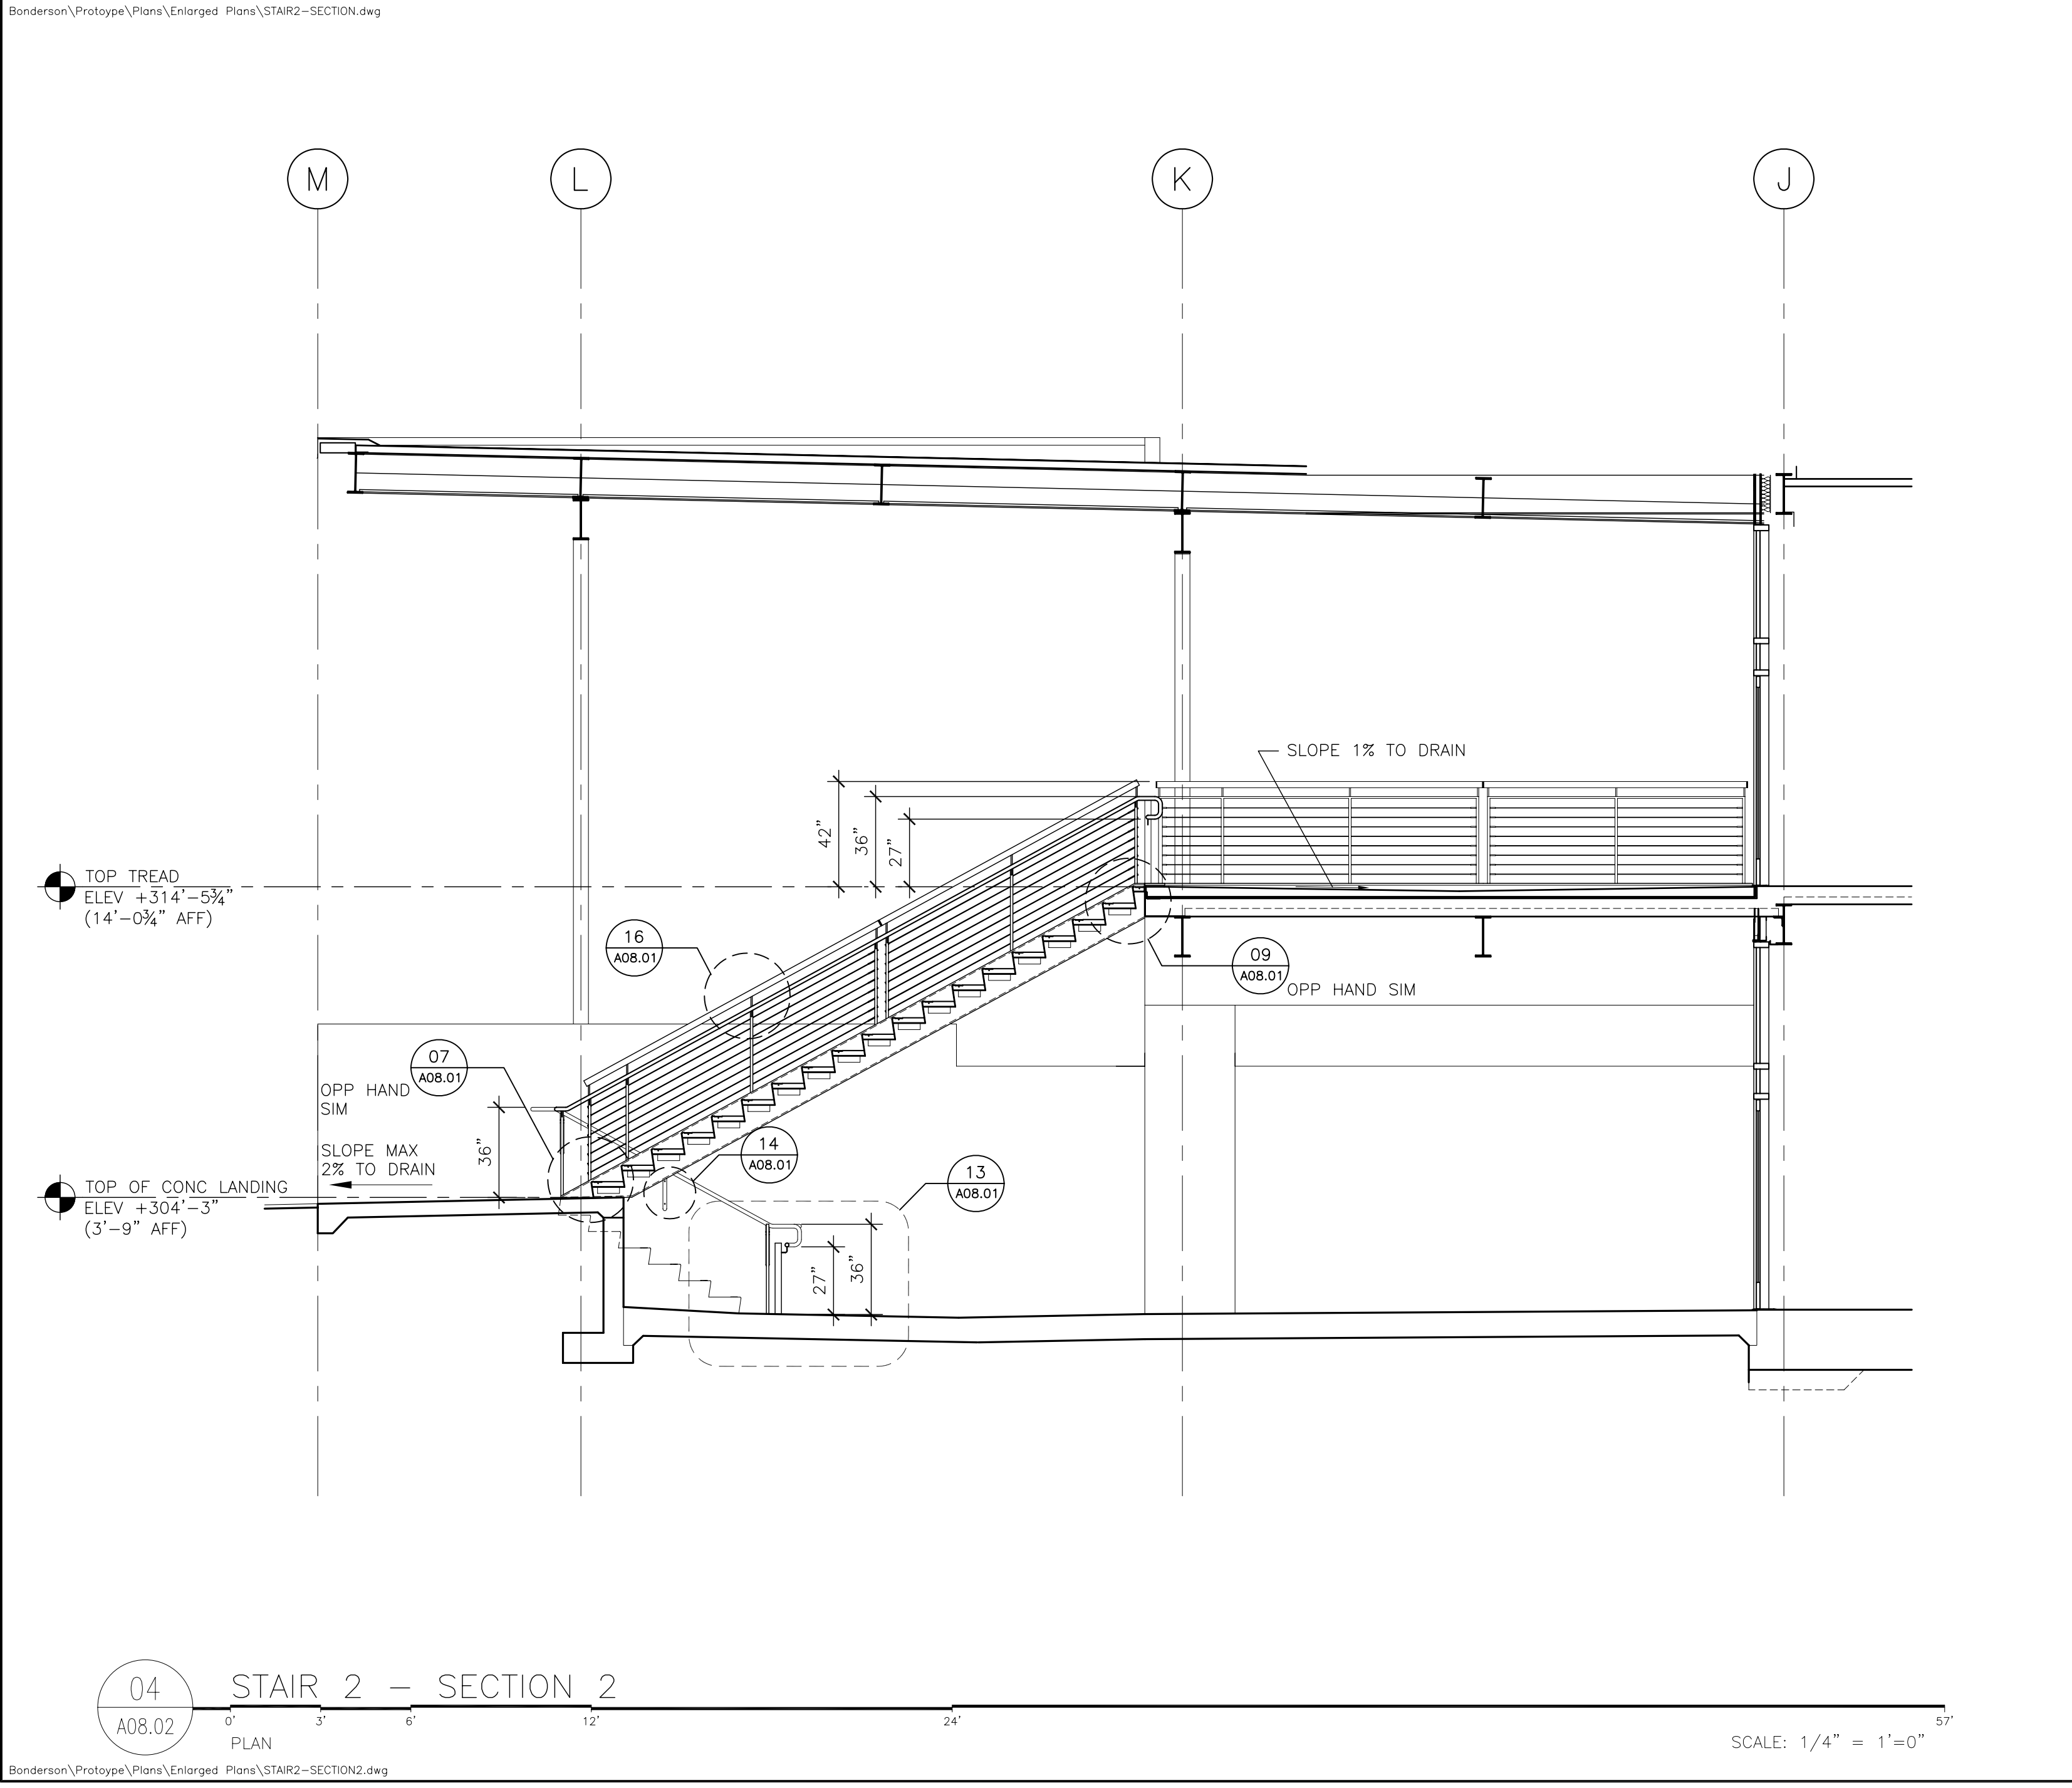 Bonderson\Protoype\Plans\Enlarged Plans\STAIR2-SECTION.dwg
M
L
K
J
SLOPE 1% TO DRAIN
42"
36"
27"
TOP TREAD
ELEV +314'-5¾"
(14'-0¾" AFF)
16
A08.01
09
A08.01
OPP HAND SIM
07
A08.01
OPP HAND
SIM
36"
SLOPE MAX
2% TO DRAIN
14
A08.01
13
A08.01
TOP OF CONC LANDING
ELEV +304'-3"
(3'-9" AFF)
27"
36"
04
A08.02
STAIR 2 - SECTION 2
0'
3'
6'
12'
24'
57'
PLAN
SCALE: 1/4" = 1'=0"
Bonderson\Protoype\Plans\Enlarged Plans\STAIR2-SECTION2.dwg